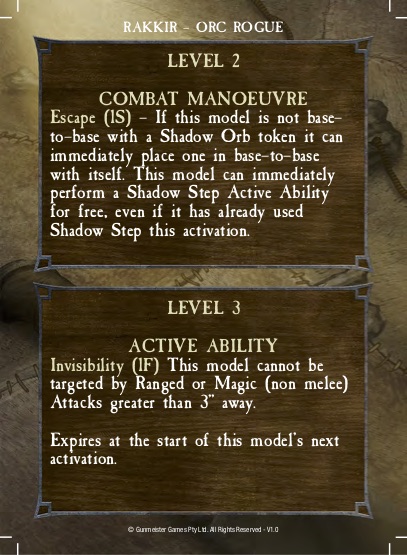 RAKKIR - ORC ROGUE
LEVEL 2
COMBAT MANOEUVRE
Escape (1S) - If this model is not base-
to-base with a Shadow Orb token it can
immediately place one in base-to-base
with itself. This model can immediately
perform a Shadow Step Active Ability
for free, even if it has already used
Shadow Step this activation.
LEVEL 3
ACTIVE ABILITY
Invisibility (1F) This model cannot be
targeted by Ranged or Magic (non melee)
Attacks greater than 3" away.
Expires at the start of this model's next
activation.
© Gunmeister Games Pty Ltd. All Rights Reserved - V1.0